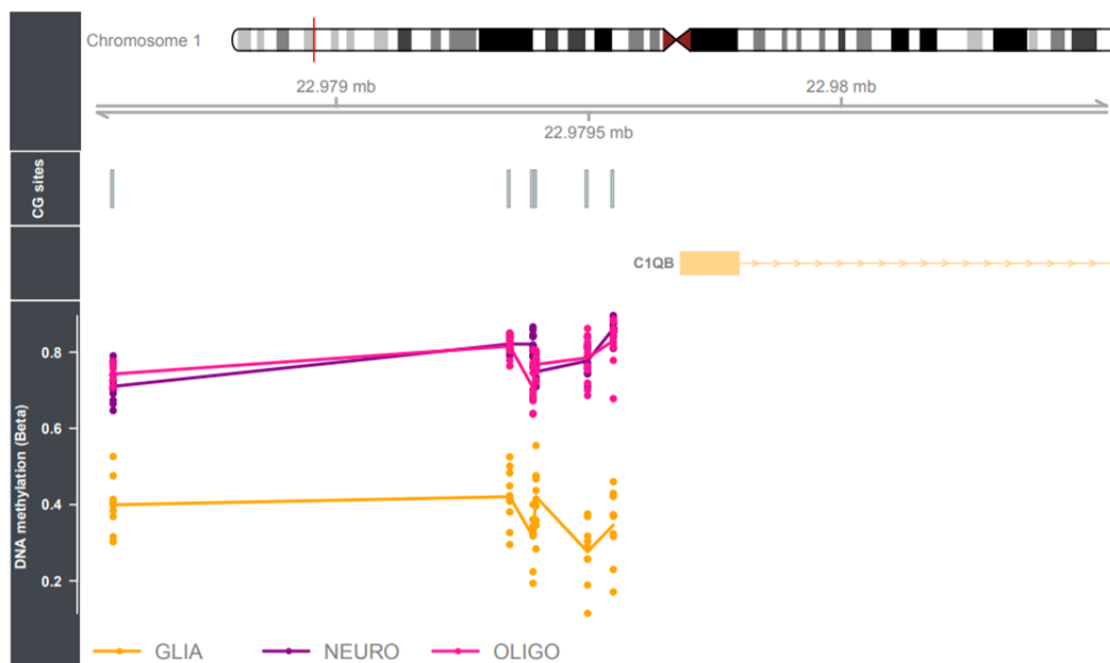 Chromosome 1
22.979 mb
22.98 mb
22.9795 mb
CG sites
C1QB
DNA methylation (Beta)
0.8
0.6
0.4
0.2
GLIA
NEURO
OLIGO